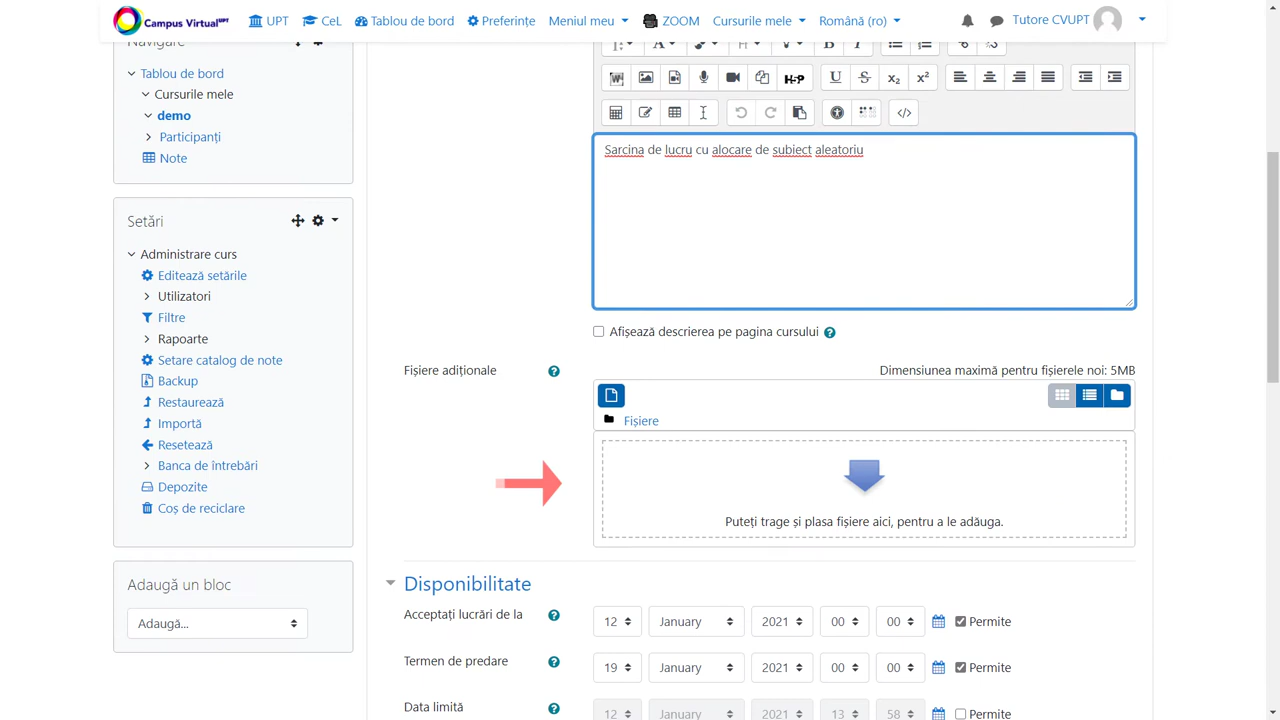 Campus Virtual UPT
UPT
CeL
Tablou de bord
Preferințe
Meniul meu
ZOOM
Cursurile mele
Română (ro)
Tutore CVUPT
Navigare
Tablou de bord
Cursurile mele
demo
Participanți
Note
Setări
Administrare curs
Editează setările
Utilizatori
Filtre
Rapoarte
Setare catalog de note
Backup
Restaurează
Importă
Resetează
Banca de întrebări
Depozite
Coș de reciclare
Adaugă un bloc
Adaugă...
B I
H-P
U S x₂ x²
</>
Sarcina de lucru cu alocare de subiect aleatoriu
Afișează descrierea pe pagina cursului
Fișiere adiționale
Dimensiunea maximă pentru fișierele noi: 5MB
Fișiere
Puteți trage și plasa fișiere aici, pentru a le adăuga.
Disponibilitate
Acceptați lucrări de la 12 January 2021 00 00 Permite
Termen de predare 19 January 2021 00 00 Permite
Data limită 12 January 2021 13 58 Permite